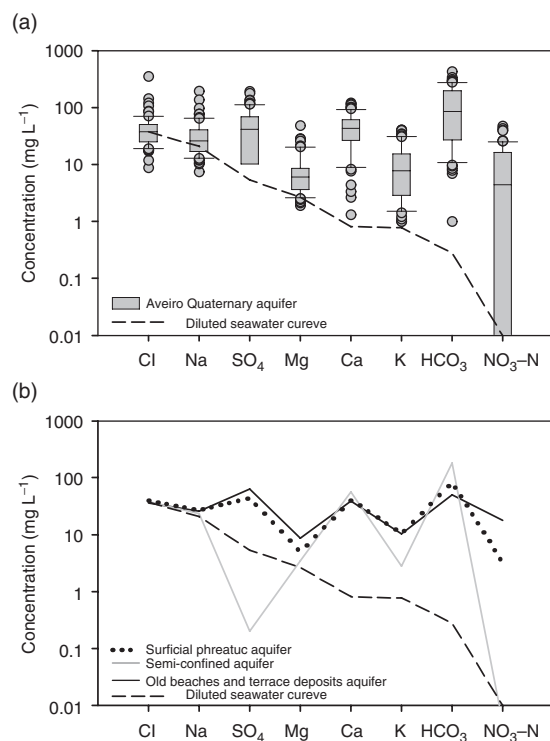 (a)
1000
100
10
1
0.1
0.01
Concentration (mg L⁻¹)
Aveiro Quaternary aquifer
Diluted seawater cureve
Cl Na SO₄ Mg Ca K HCO₃ NO₃–N
(b)
1000
100
10
1
0.1
0.01
Concentration (mg L⁻¹)
Surficial phreatuc aquifer
Semi-confined aquifer
Old beaches and terrace deposits aquifer
Diluted seawater cureve
Cl Na SO₄ Mg Ca K HCO₃ NO₃–N